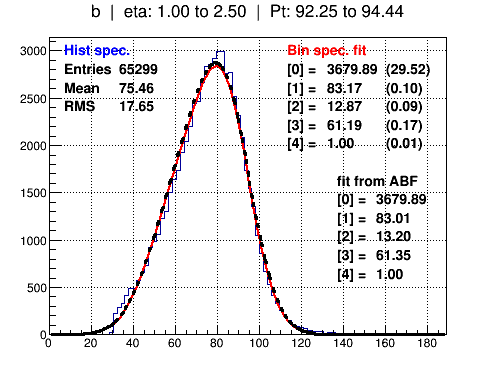 b | eta: 1.00 to 2.50 | Pt: 92.25 to 94.44
Hist spec.
Entries 65299
Mean 75.46
RMS 17.65
Bin spec. fit
[0] = 3679.89 (29.52)
[1] = 83.17 (0.10)
[2] = 12.87 (0.09)
[3] = 61.19 (0.17)
[4] = 1.00 (0.01)
fit from ABF
[0] = 3679.89
[1] = 83.01
[2] = 13.20
[3] = 61.35
[4] = 1.00
3000
2500
2000
1500
1000
500
0
0 20 40 60 80 100 120 140 160 180